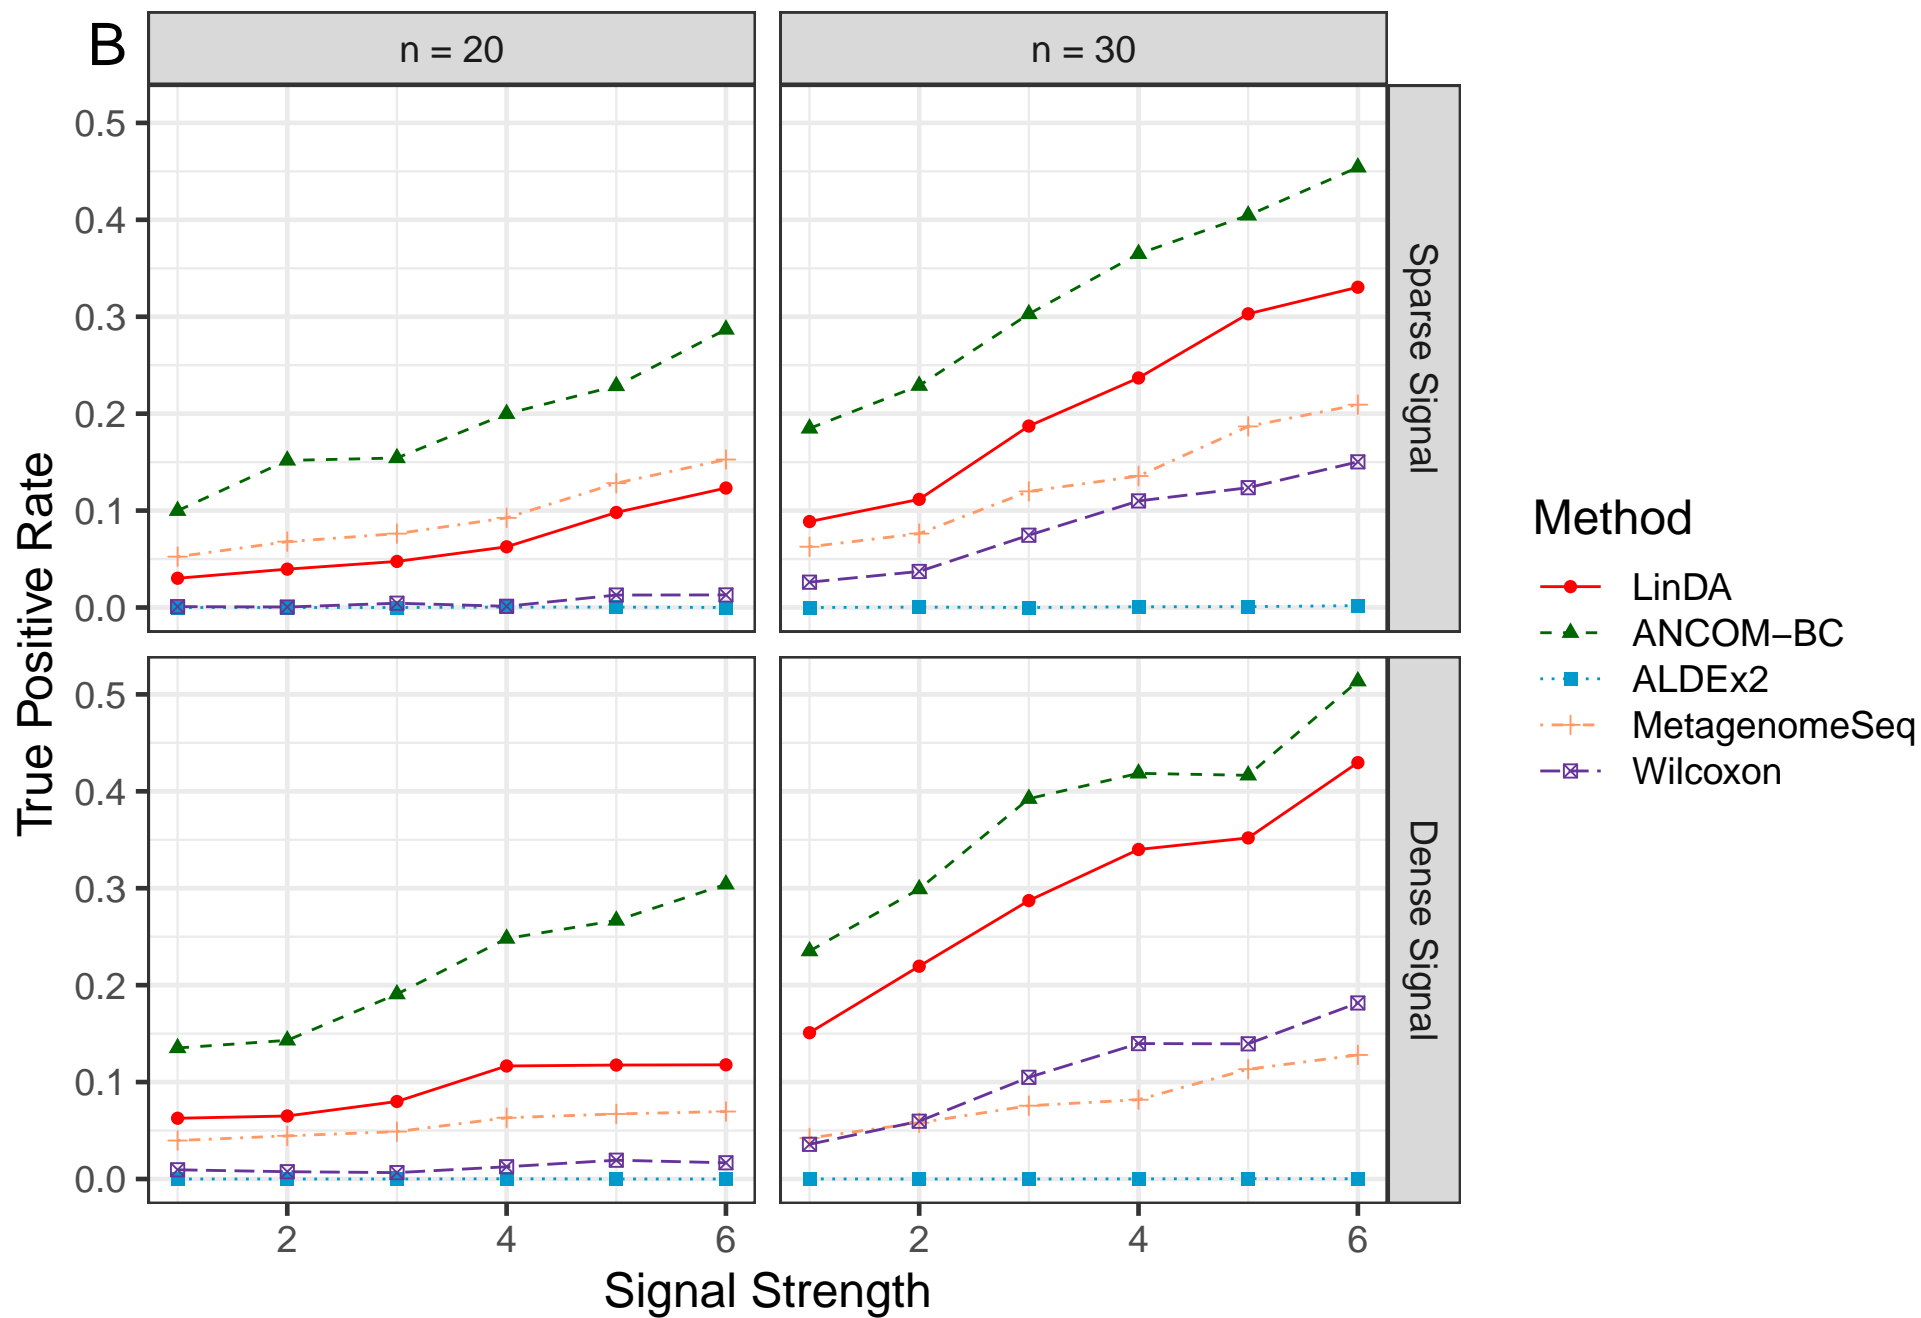 B
n = 20
n = 30
0.5
0.4
0.3
0.2
0.1
0.0
Sparse Signal
0.5
0.4
0.3
0.2
0.1
0.0
Dense Signal
True Positive Rate
2
4
6
2
4
6
Signal Strength
Method
LinDA
ANCOM−BC
ALDEx2
MetagenomeSeq
Wilcoxon